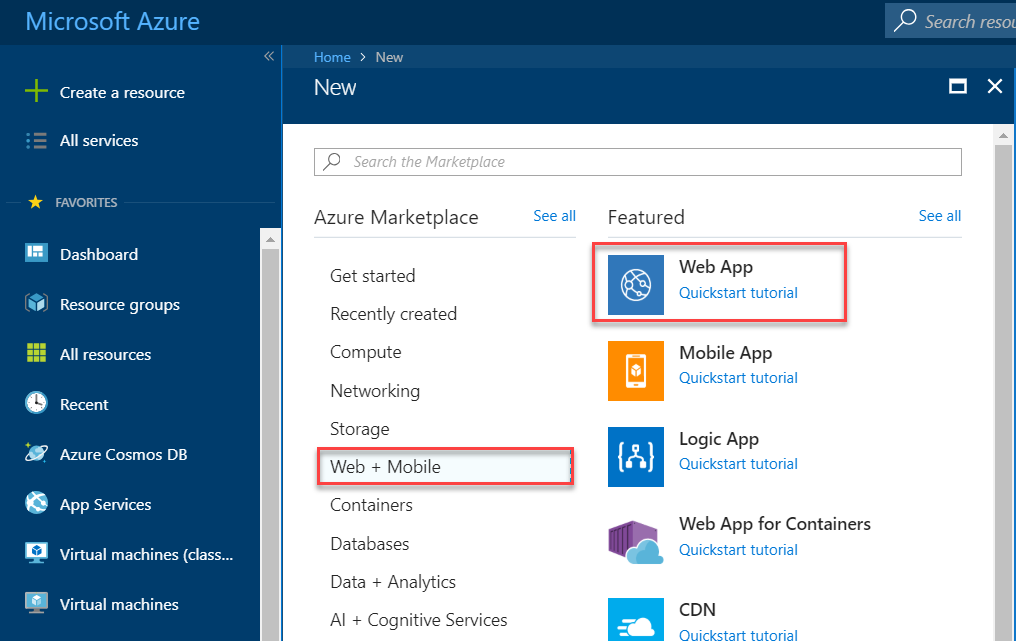 Microsoft Azure
Search resou
Create a resource
All services
FAVORITES
Dashboard
Resource groups
All resources
Recent
Azure Cosmos DB
App Services
Virtual machines (class...
Virtual machines
Home > New
New
Search the Marketplace
Azure Marketplace See all
Get started
Recently created
Compute
Networking
Storage
Web + Mobile
Containers
Databases
Data + Analytics
AI + Cognitive Services
Featured See all
Web App
Quickstart tutorial
Mobile App
Quickstart tutorial
Logic App
Quickstart tutorial
Web App for Containers
Quickstart tutorial
CDN
Quickstart tutorial